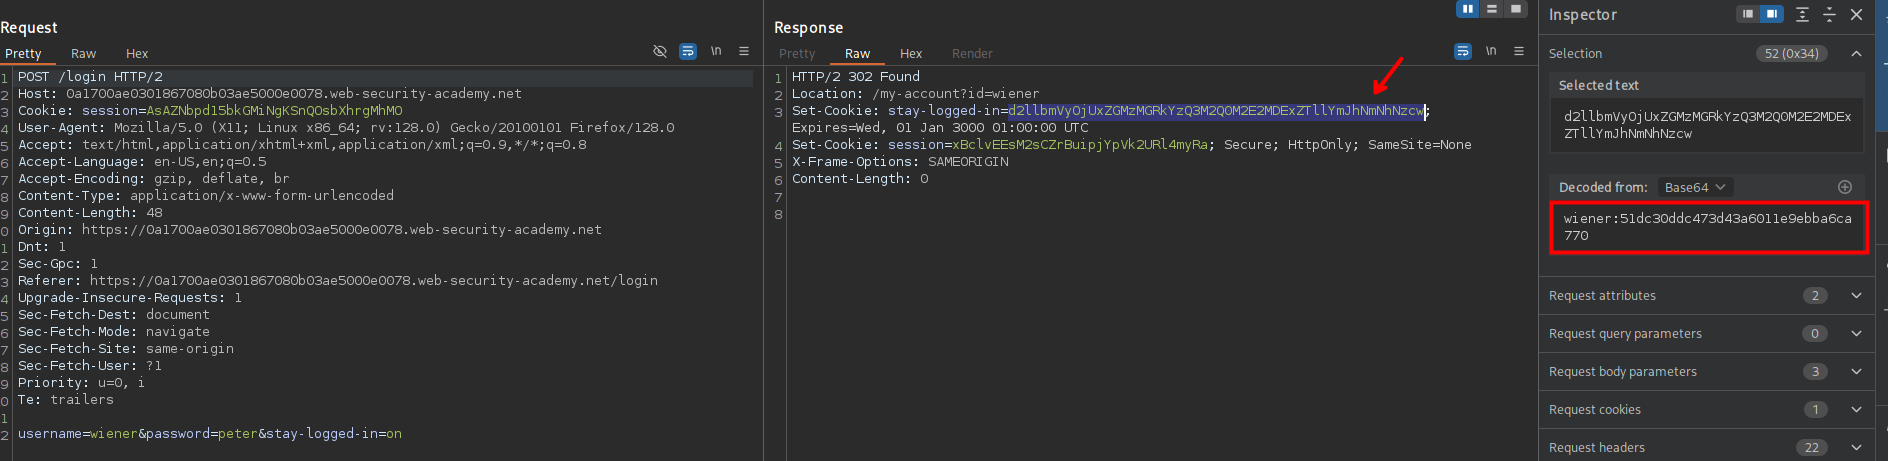 Request
Pretty Raw Hex \n
1 POST /login HTTP/2
2 Host: 0a1700ae0301867080b03ae5000e0078.web-security-academy.net
3 Cookie: session=AsAZNbpd15bkGMiNgKSnQOsbXhrgMhMO
4 User-Agent: Mozilla/5.0 (X11; Linux x86_64; rv:128.0) Gecko/20100101 Firefox/128.0
5 Accept: text/html,application/xhtml+xml,application/xml;q=0.9,*/*;q=0.8
6 Accept-Language: en-US,en;q=0.5
7 Accept-Encoding: gzip, deflate, br
8 Content-Type: application/x-www-form-urlencoded
9 Content-Length: 48
0 Origin: https://0a1700ae0301867080b03ae5000e0078.web-security-academy.net
1 Dnt: 1
2 Sec-Gpc: 1
3 Referer: https://0a1700ae0301867080b03ae5000e0078.web-security-academy.net/login
4 Upgrade-Insecure-Requests: 1
5 Sec-Fetch-Dest: document
6 Sec-Fetch-Mode: navigate
7 Sec-Fetch-Site: same-origin
8 Sec-Fetch-User: ?1
9 Priority: u=0, i
0 Te: trailers
1
2 username=wiener&password=peter&stay-logged-in=on
Response
Pretty Raw Hex Render \n
1 HTTP/2 302 Found
2 Location: /my-account?id=wiener
3 Set-Cookie: stay-logged-in=d2llbmVyOjUxZGMzMGRkYzQ3M2Q0M2E2MDExZTllYmJhNmNhNzcw;
Expires=Wed, 01 Jan 3000 01:00:00 UTC
4 Set-Cookie: session=xBclvEEsM2sCZrBuipjYpVk2URl4myRa; Secure; HttpOnly; SameSite=None
5 X-Frame-Options: SAMEORIGIN
6 Content-Length: 0
7
8
Inspector
Selection 52 (0x34)
Selected text
d2llbmVyOjUxZGMzMGRkYzQ3M2Q0M2E2MDEx
ZTllYmJhNmNhNzcw
Decoded from: Base64
wiener:51dc30ddc473d43a6011e9ebba6ca
770
Request attributes 2
Request query parameters 0
Request body parameters 3
Request cookies 1
Request headers 22